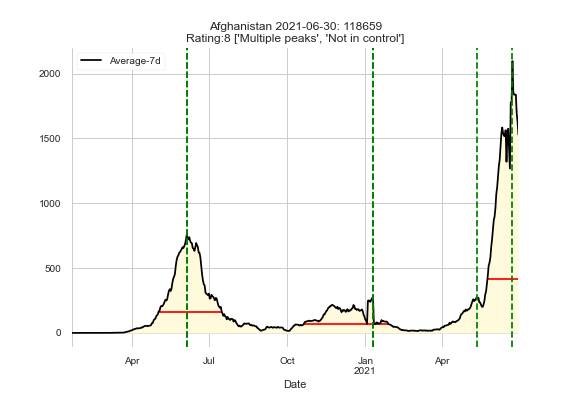 Afghanistan 2021-06-30: 118659
Rating:8 ['Multiple peaks', 'Not in control']
Average-7d
2000
1500
1000
500
0
Apr Jul Oct Jan Apr
2021
Date